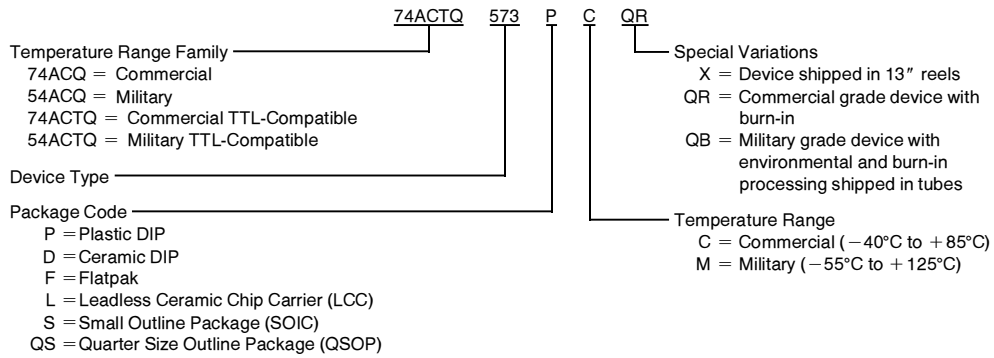 74ACTQ 573 P C QR
Temperature Range Family
74ACQ = Commercial
54ACQ = Military
74ACTQ = Commercial TTL-Compatible
54ACTQ = Military TTL-Compatible
Device Type
Package Code
P = Plastic DIP
D = Ceramic DIP
F = Flatpak
L = Leadless Ceramic Chip Carrier (LCC)
S = Small Outline Package (SOIC)
QS = Quarter Size Outline Package (QSOP)
Special Variations
X = Device shipped in 13″ reels
QR = Commercial grade device with
burn-in
QB = Military grade device with
environmental and burn-in
processing shipped in tubes
Temperature Range
C = Commercial (−40°C to +85°C)
M = Military (−55°C to +125°C)